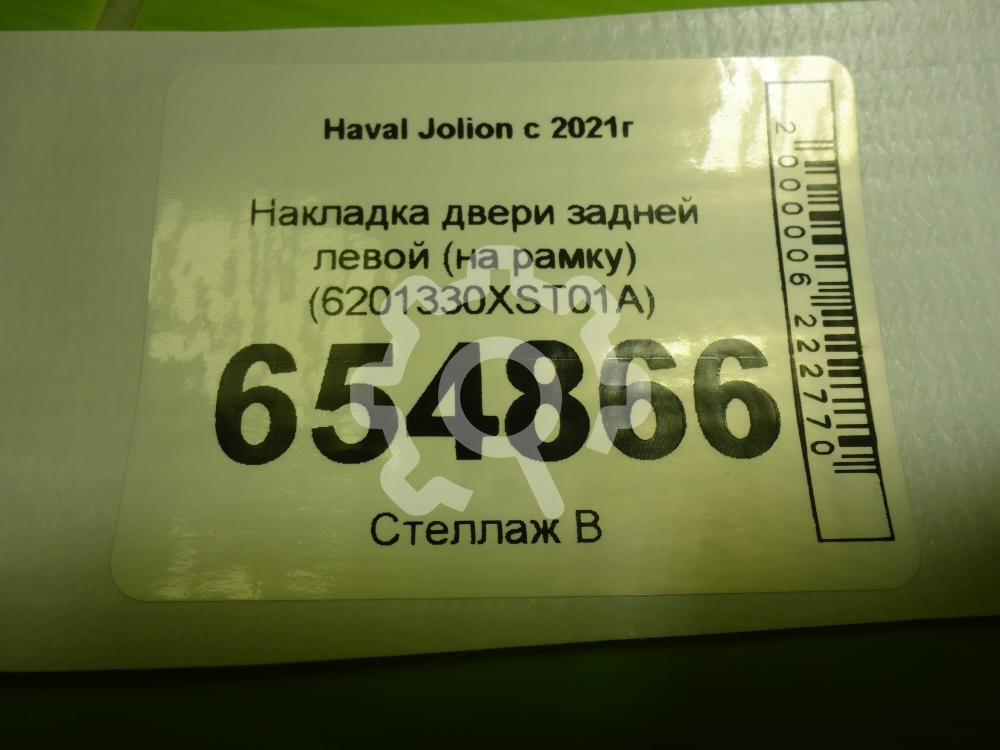 Haval Jolion с 2021г
Накладка двери задней
левой (на рамку)
(6201330XST01A)
654866
Стеллаж В
2000006222770